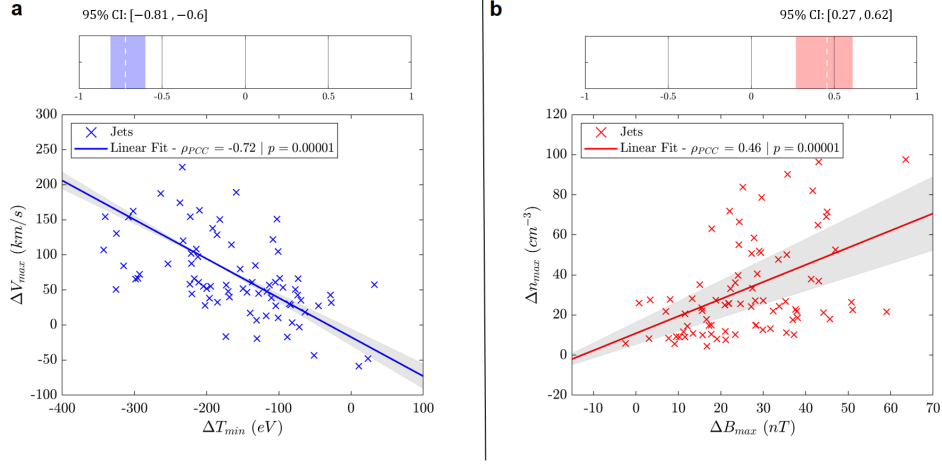 a
95% CI: [−0.81 , −0.6]
-1 -0.5 0 0.5 1
300
250
200
150
100
50
0
-50
-100
ΔV_max (km/s)
× Jets
Linear Fit - ρ_PCC = -0.72 | p = 0.00001
-400 -300 -200 -100 0 100
ΔT_min (eV)
b
95% CI: [0.27 , 0.62]
-1 -0.5 0 0.5 1
120
100
80
60
40
20
0
-20
Δn_max (cm⁻³)
× Jets
Linear Fit - ρ_PCC = 0.46 | p = 0.00001
-10 0 10 20 30 40 50 60 70
ΔB_max (nT)